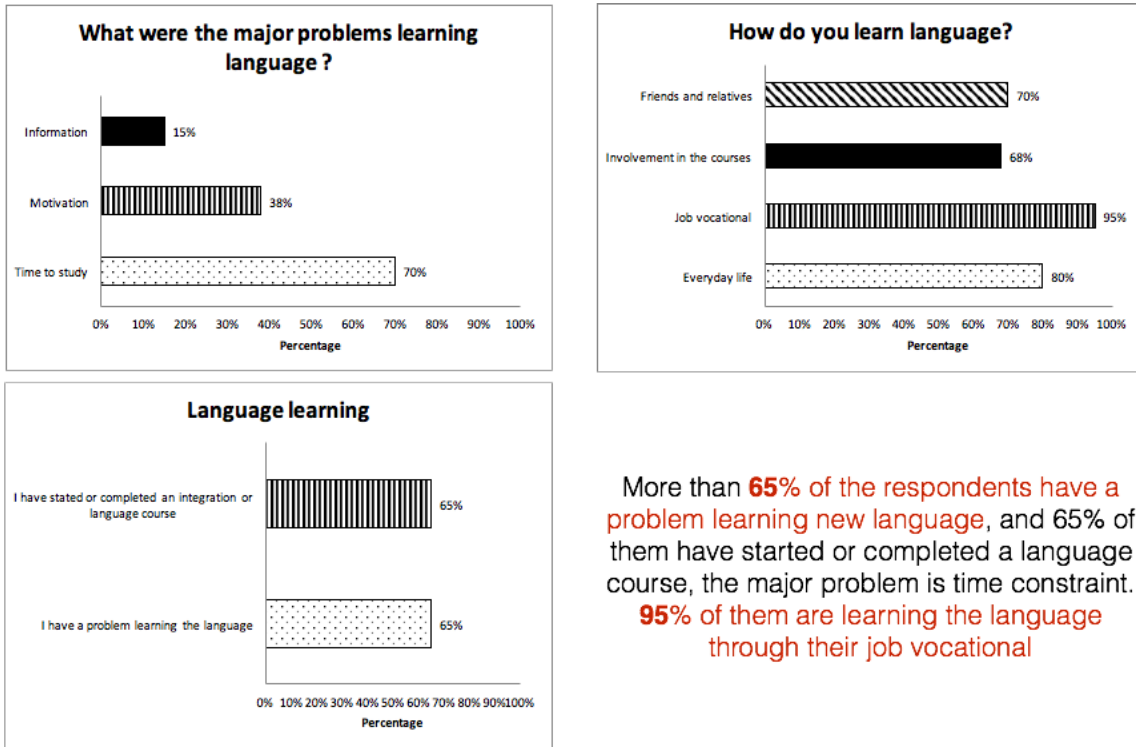 What were the major problems learning
language ?
Information
15%
Motivation
38%
Time to study
70%
0% 10% 20% 30% 40% 50% 60% 70% 80% 90% 100%
Percentage
How do you learn language?
Friends and relatives
70%
Involvement in the courses
68%
Job vocational
95%
Everyday life
80%
0% 10% 20% 30% 40% 50% 60% 70% 80% 90% 100%
Percentage
Language learning
I have stated or completed an integration or
language course
65%
I have a problem learning the language
65%
0% 10% 20% 30% 40% 50% 60% 70% 80% 90%100%
Percentage
More than 65% of the respondents have a
problem learning new language, and 65% of
them have started or completed a language
course, the major problem is time constraint.
95% of them are learning the language
through their job vocational